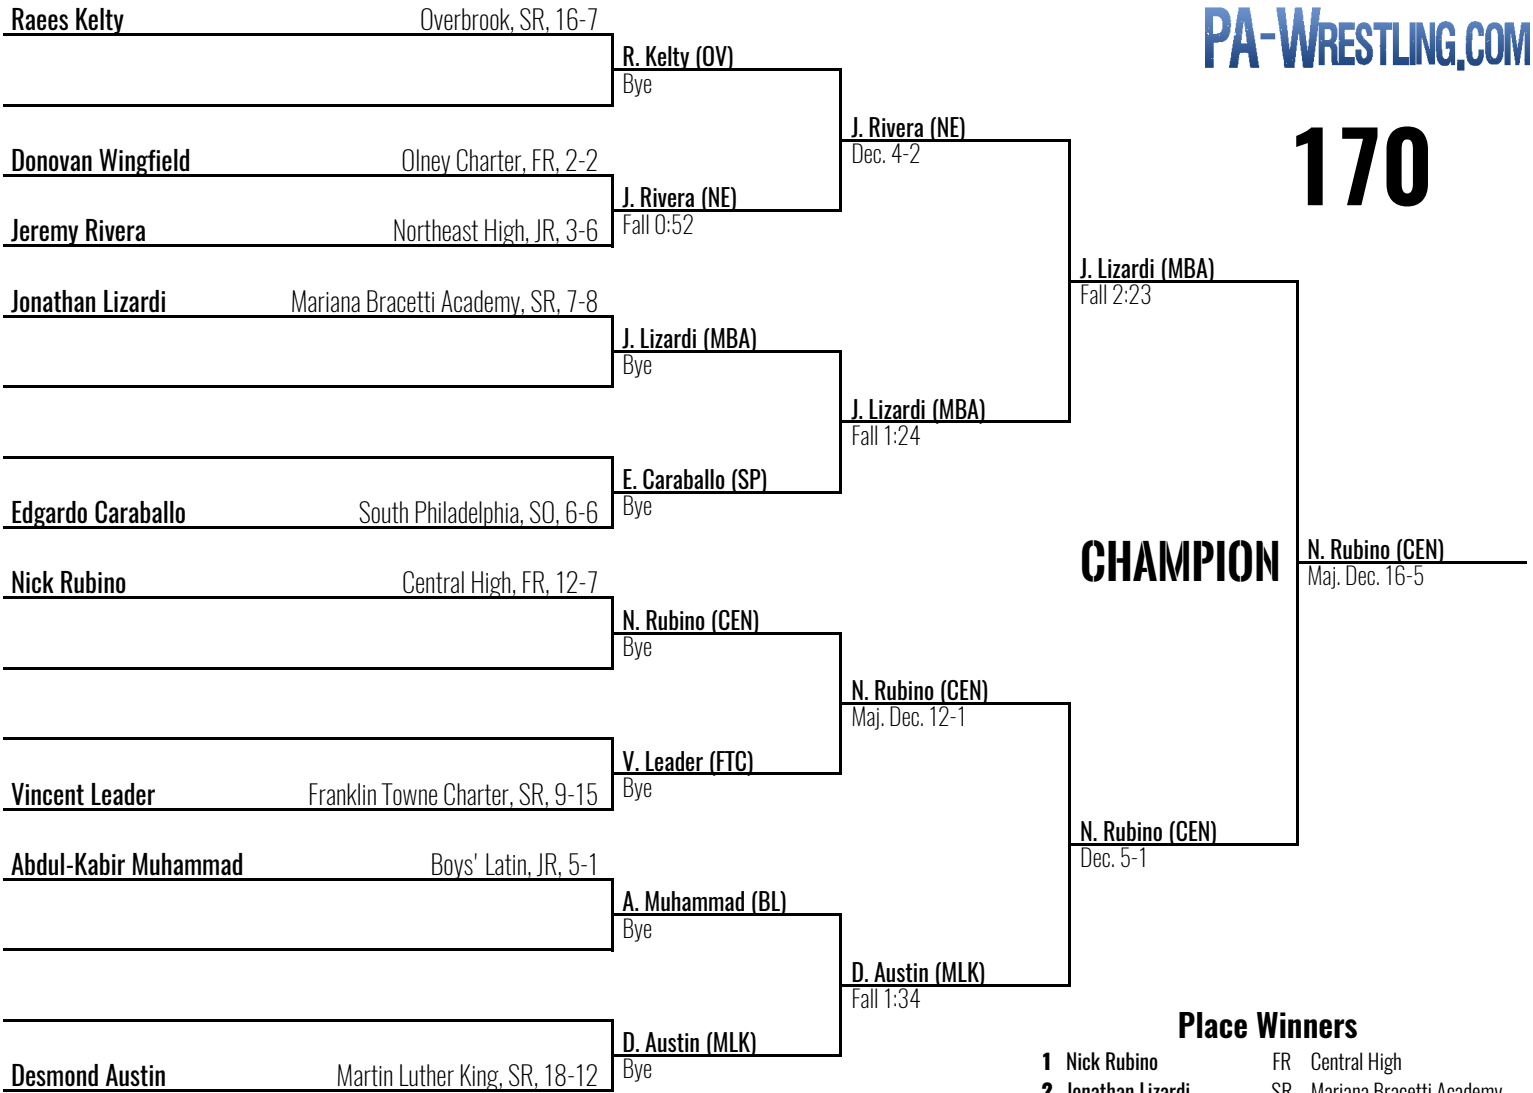 Raees Kelty Overbrook, SR, 16-7
PA-WRESTLING.COM
R. Kelty (OV)
Bye
J. Rivera (NE)
Dec. 4-2
170
Donovan Wingfield Olney Charter, FR, 2-2
J. Rivera (NE)
Fall 0:52
Jeremy Rivera Northeast High, JR, 3-6
J. Lizardi (MBA)
Fall 2:23
Jonathan Lizardi Mariana Bracetti Academy, SR, 7-8
J. Lizardi (MBA)
Bye
J. Lizardi (MBA)
Fall 1:24
E. Caraballo (SP)
Bye
Edgardo Caraballo South Philadelphia, SO, 6-6
CHAMPION
N. Rubino (CEN)
Maj. Dec. 16-5
Nick Rubino Central High, FR, 12-7
N. Rubino (CEN)
Bye
N. Rubino (CEN)
Maj. Dec. 12-1
V. Leader (FTC)
Bye
Vincent Leader Franklin Towne Charter, SR, 9-15
N. Rubino (CEN)
Dec. 5-1
Abdul-Kabir Muhammad Boys' Latin, JR, 5-1
A. Muhammad (BL)
Bye
D. Austin (MLK)
Fall 1:34
D. Austin (MLK)
Bye
Desmond Austin Martin Luther King, SR, 18-12
Place Winners
1 Nick Rubino FR Central High
2 Jonathan Lizardi SR Mariana Bracetti Academy